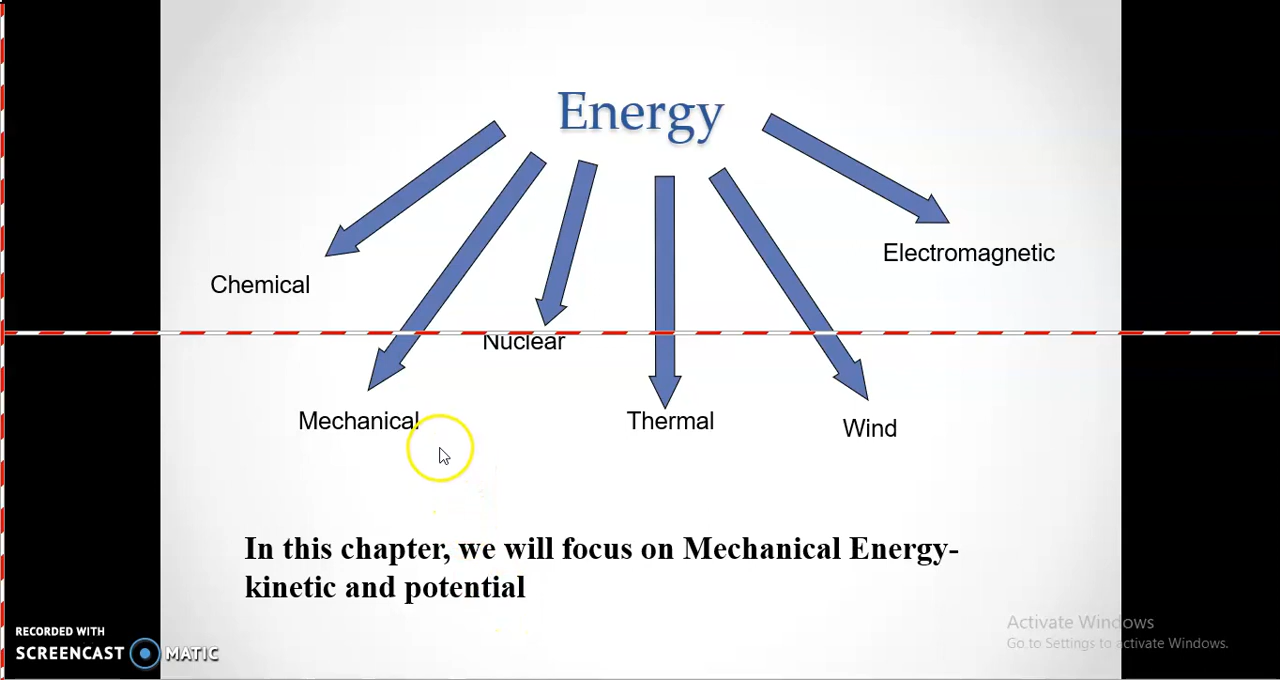 Energy
Electromagnetic
Chemical
Nuclear
Mechanical
Thermal
Wind
In this chapter, we will focus on Mechanical Energy-
kinetic and potential
Activate Windows
Go to Settings to activate Windows.
RECORDED WITH
SCREENCAST MATIC